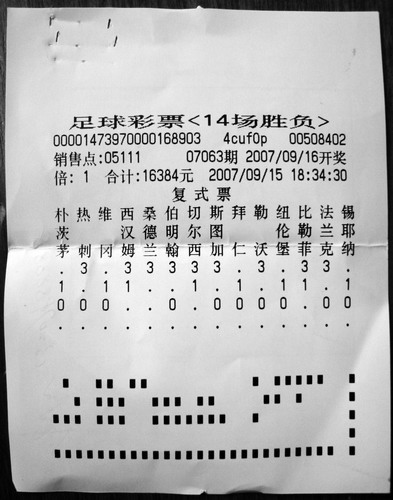 足球彩票<14场胜负>
00001473970000168903 4cuf0p 00508402
销售点:05111 07063期 2007/09/16开奖
倍: 1 合计:16384元 2007/09/15 18:34:30
复式票
朴 热 维 西 桑 伯 切 斯 拜 勒 纽 比 法 锡
茨 汉 德 明 尔 图 伦 勒 兰 耶
茅 刺 冈 姆 兰 翰 西 加 仁 沃 堡 菲 克 纳